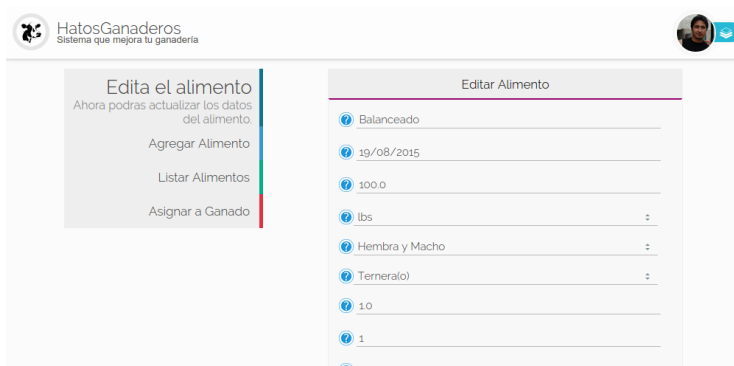 HatosGanaderos
Sistema que mejora tu ganadería
Edita el alimento
Ahora podras actualizar los datos
del alimento.
Agregar Alimento
Listar Alimentos
Asignar a Ganado
Editar Alimento
? Balanceado
? 19/08/2015
? 100.0
? lbs
? Hembra y Macho
? Ternera(o)
? 1.0
? 1